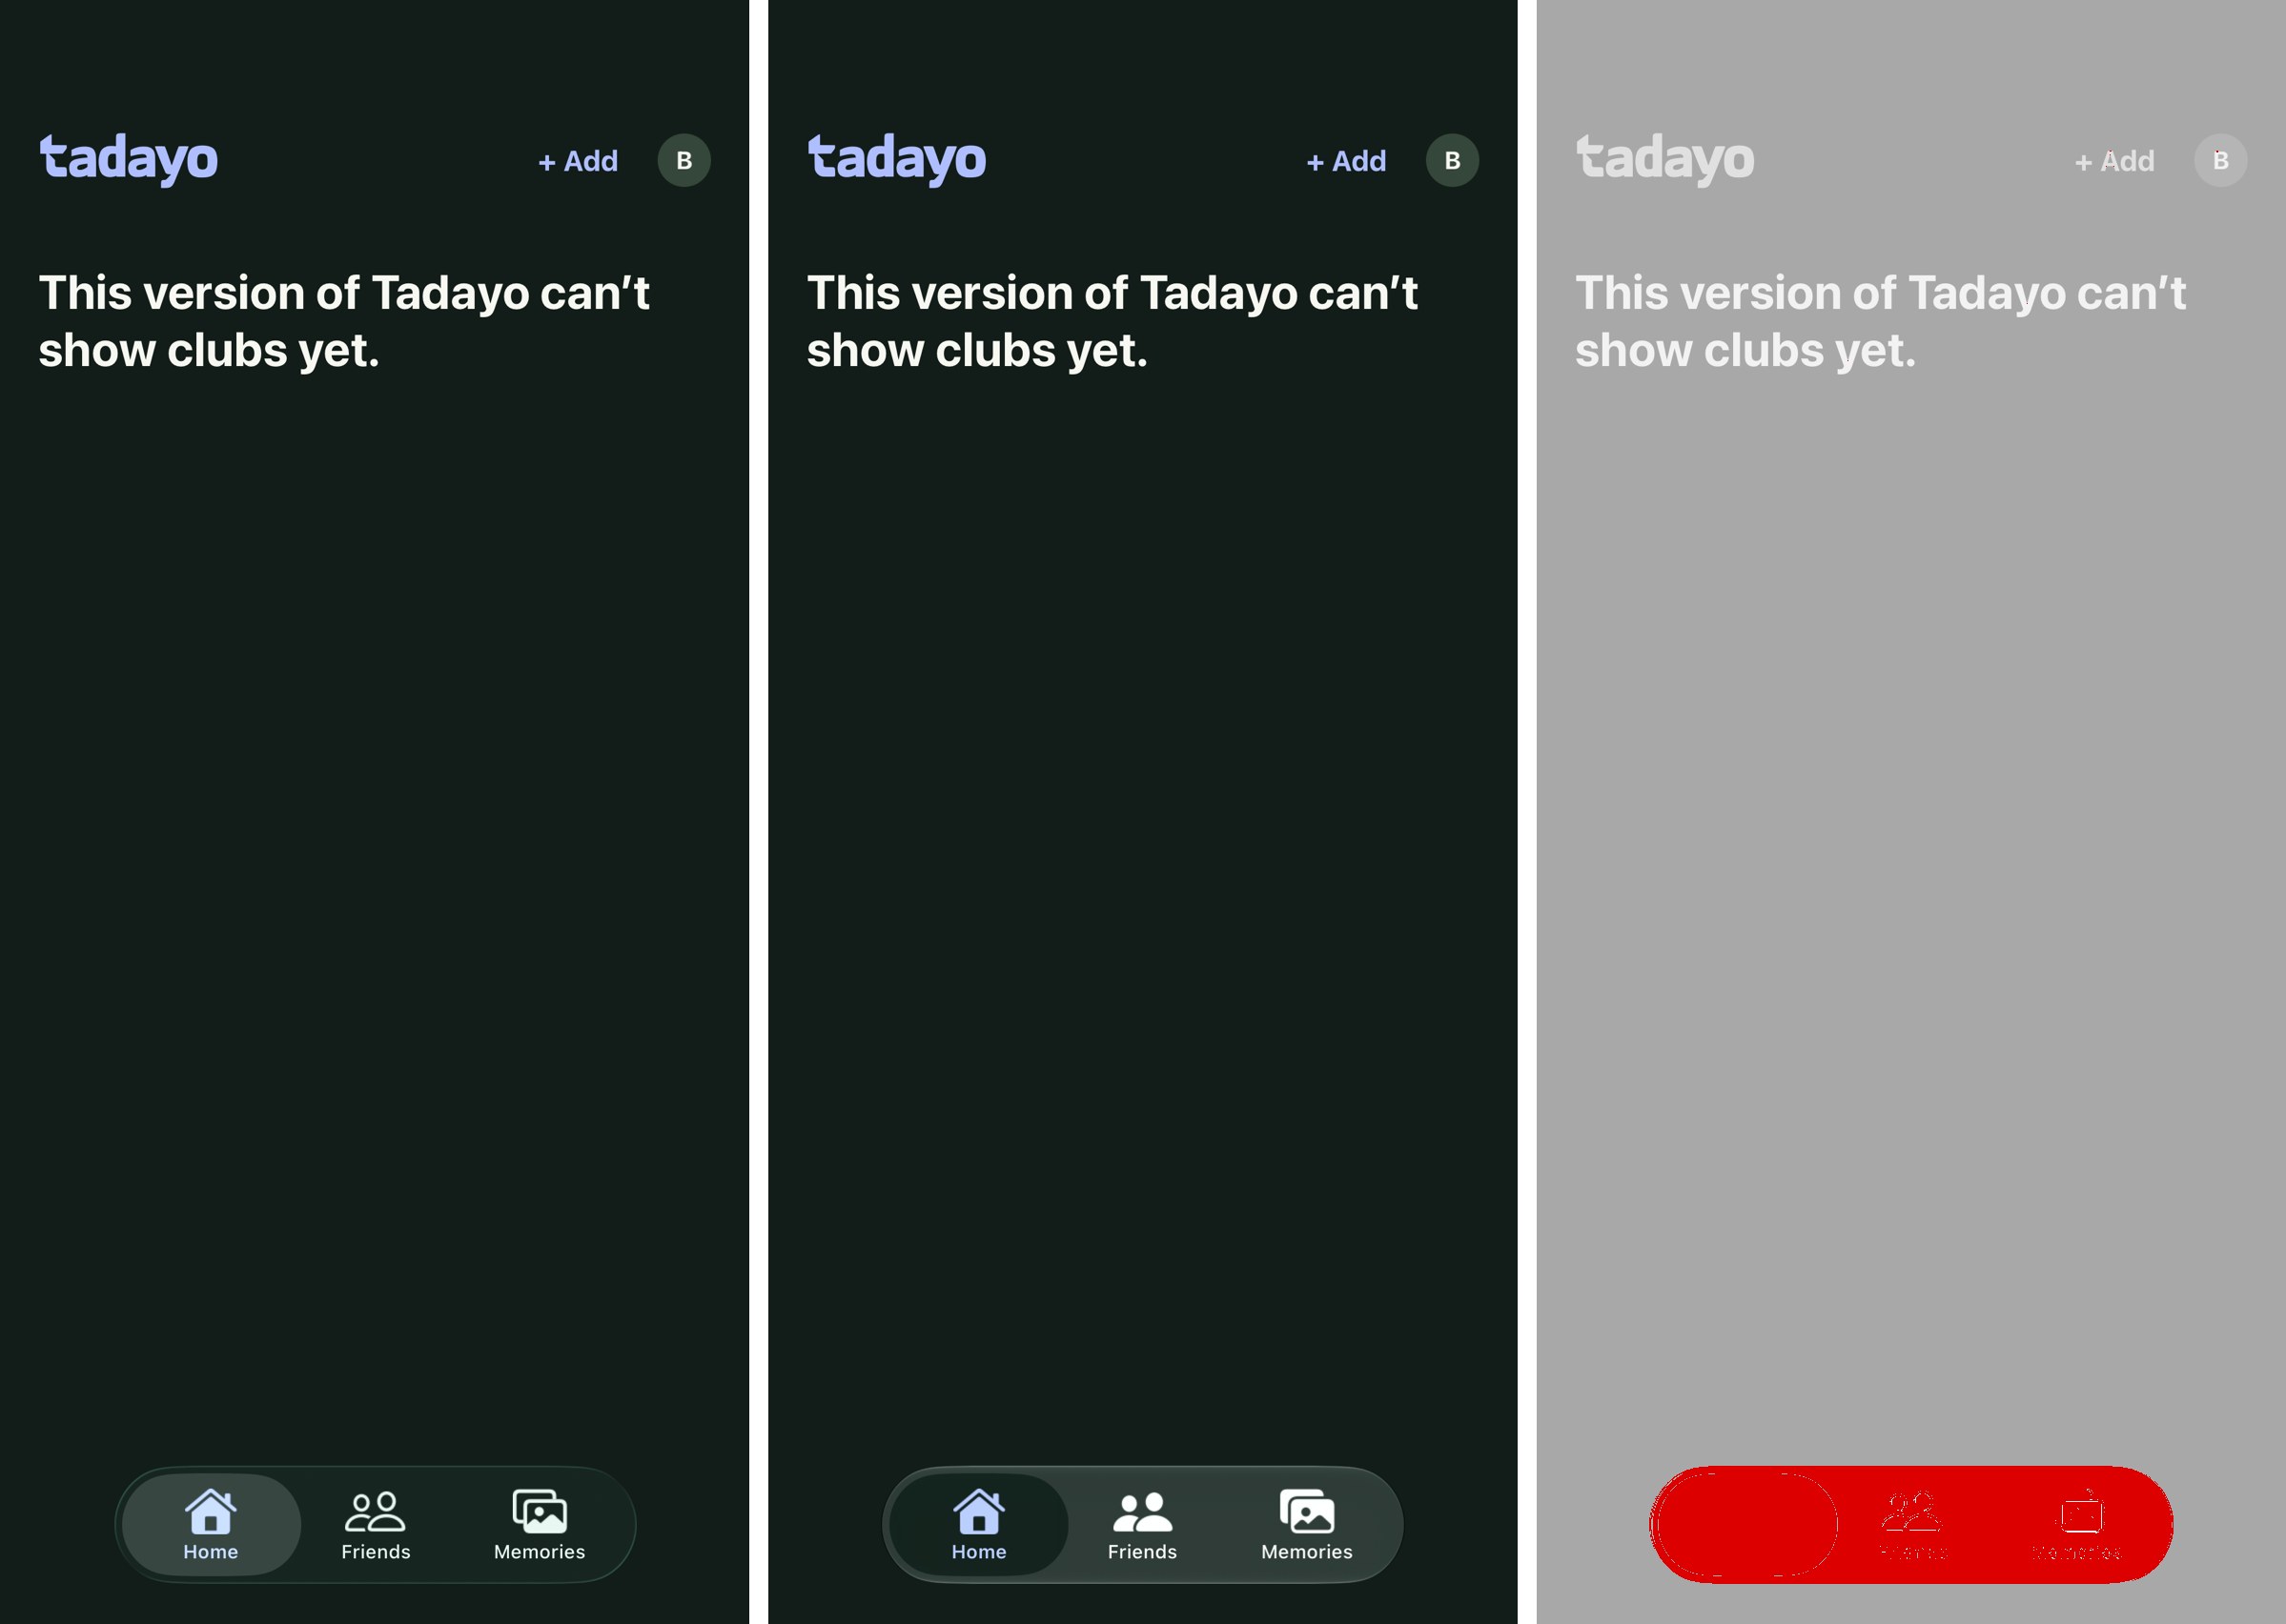 tadayo + Add B
This version of Tadayo can’t
show clubs yet.
Home Friends Memories
tadayo + Add B
This version of Tadayo can’t
show clubs yet.
Home Friends Memories
tadayo + Add B
This version of Tadayo can’t
show clubs yet.